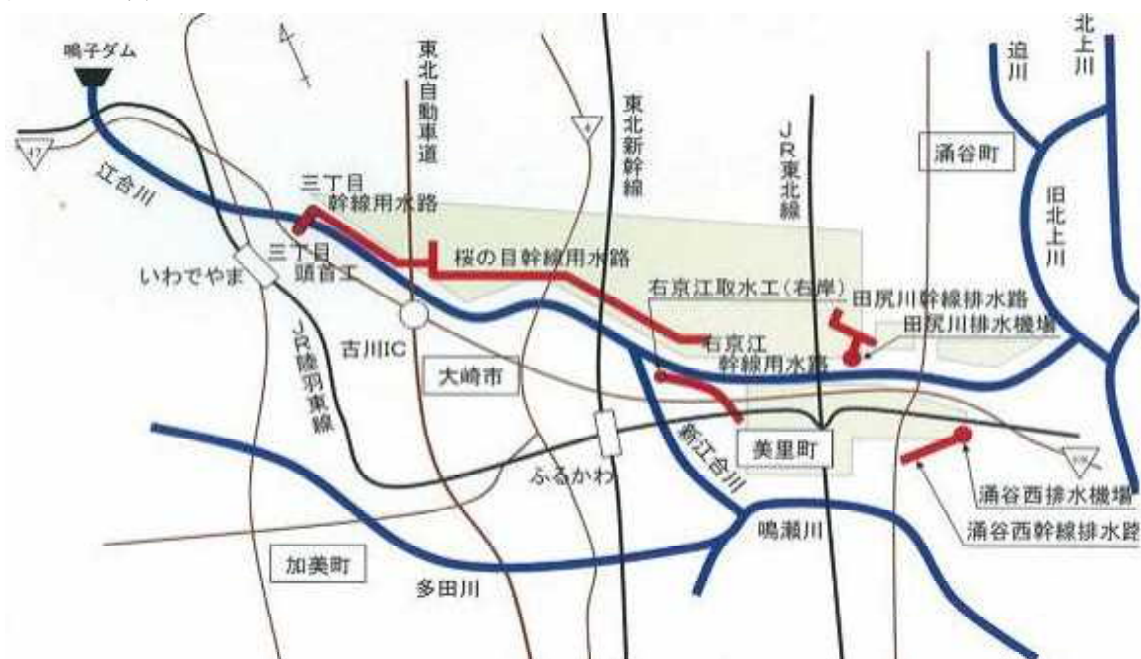 鳴子ダム
47
江合川
三丁目
幹線用水路
三丁目
頭首工
いわでやま
JR陸羽東線
東北自動車道
古川IC
桜の目幹線用水路
大崎市
4
東北新幹線
ふるかわ
加美町
多田川
新江合川
右京江取水工(右岸)
右京江
幹線用水路
JR東北線
美里町
鳴瀬川
田尻川幹線排水路
田尻川排水機場
涌谷町
迫川
北上川
旧北上川
108
涌谷西排水機場
涌谷西幹線排水路